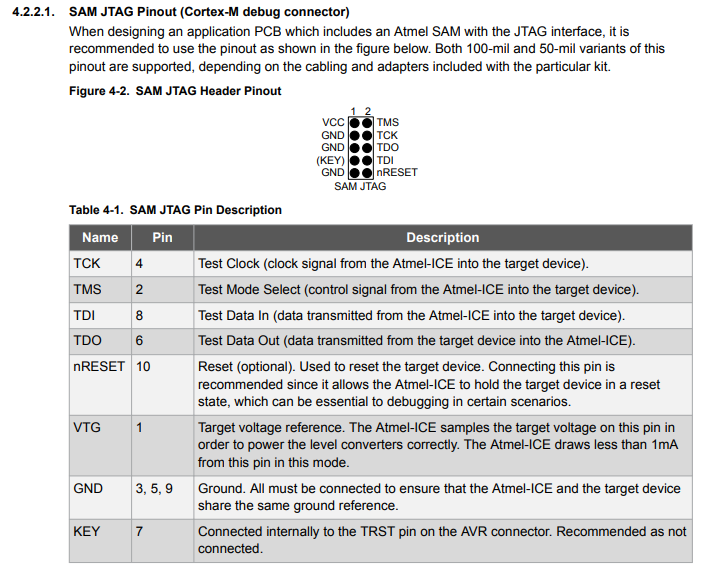 4.2.2.1. SAM JTAG Pinout (Cortex-M debug connector)
When designing an application PCB which includes an Atmel SAM with the JTAG interface, it is
recommended to use the pinout as shown in the figure below. Both 100-mil and 50-mil variants of this
pinout are supported, depending on the cabling and adapters included with the particular kit.
Figure 4-2. SAM JTAG Header Pinout
1 2
VCC TMS
GND TCK
GND TDO
(KEY) TDI
GND nRESET
SAM JTAG
Table 4-1. SAM JTAG Pin Description
Name Pin Description
TCK 4 Test Clock (clock signal from the Atmel-ICE into the target device).
TMS 2 Test Mode Select (control signal from the Atmel-ICE into the target device).
TDI 8 Test Data In (data transmitted from the Atmel-ICE into the target device).
TDO 6 Test Data Out (data transmitted from the target device into the Atmel-ICE).
nRESET 10 Reset (optional). Used to reset the target device. Connecting this pin is
recommended since it allows the Atmel-ICE to hold the target device in a reset
state, which can be essential to debugging in certain scenarios.
VTG 1 Target voltage reference. The Atmel-ICE samples the target voltage on this pin in
order to power the level converters correctly. The Atmel-ICE draws less than 1mA
from this pin in this mode.
GND 3, 5, 9 Ground. All must be connected to ensure that the Atmel-ICE and the target device
share the same ground reference.
KEY 7 Connected internally to the TRST pin on the AVR connector. Recommended as not
connected.